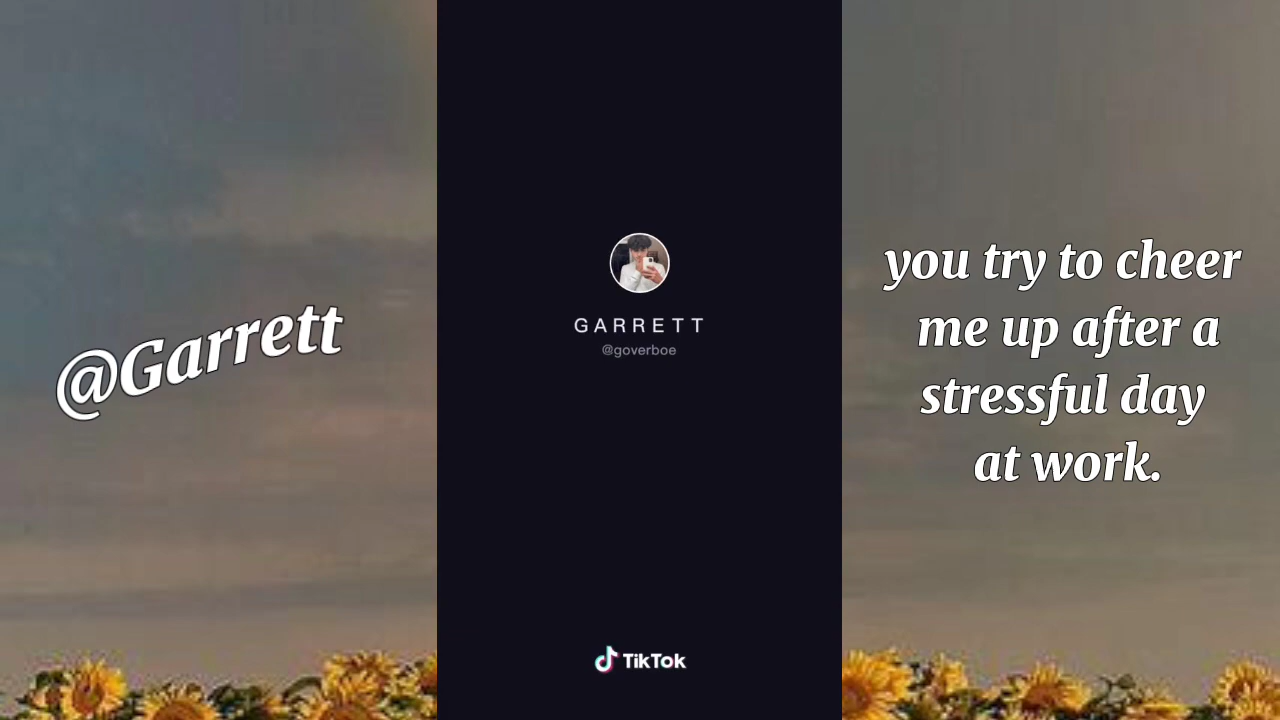 @Garrett
GARRETT
@goverboe
TikTok
you try to cheer
me up after a
stressful day
at work.